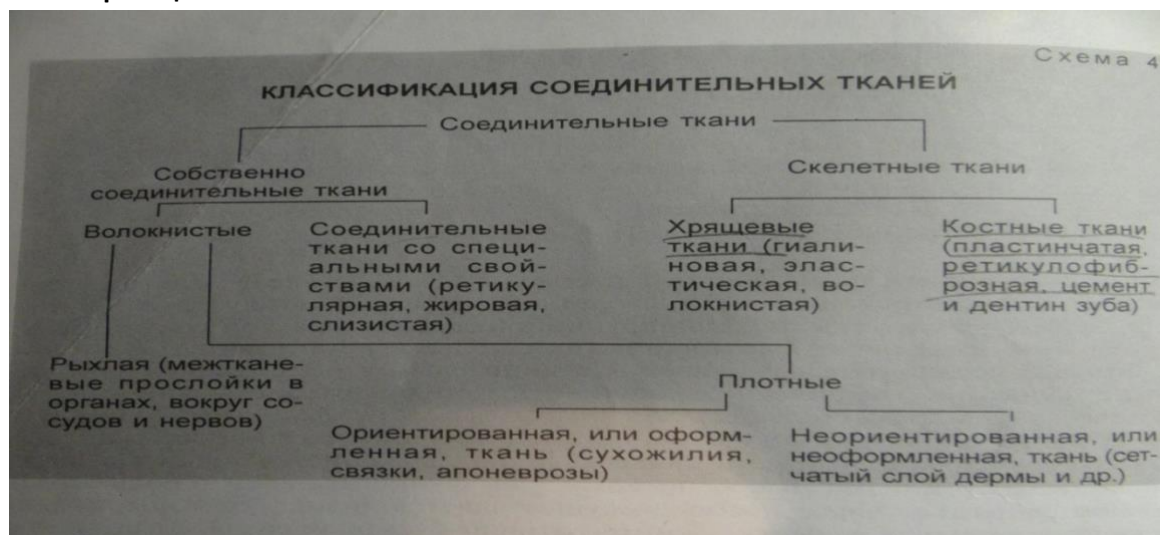 Схема 4
КЛАССИФИКАЦИЯ СОЕДИНИТЕЛЬНЫХ ТКАНЕЙ
Соединительные ткани
Собственно
соединительные ткани
Скелетные ткани
Волокнистые
Соединительные
ткани со специ-
альными свой-
ствами (ретику-
лярная, жировая,
слизистая)
Хрящевые
ткани (гиали-
новая, элас-
тическая, во-
локнистая)
Костные ткани
(пластинчатая,
ретикулофиб-
розная, цемент
и дентин зуба)
Рыхлая (межткане-
вые прослойки в
органах, вокруг со-
судов и нервов)
Плотные
Ориентированная, или оформ-
ленная, ткань (сухожилия,
связки, апоневрозы)
Неориентированная, или
неоформленная, ткань (сет-
чатый слой дермы и др.)